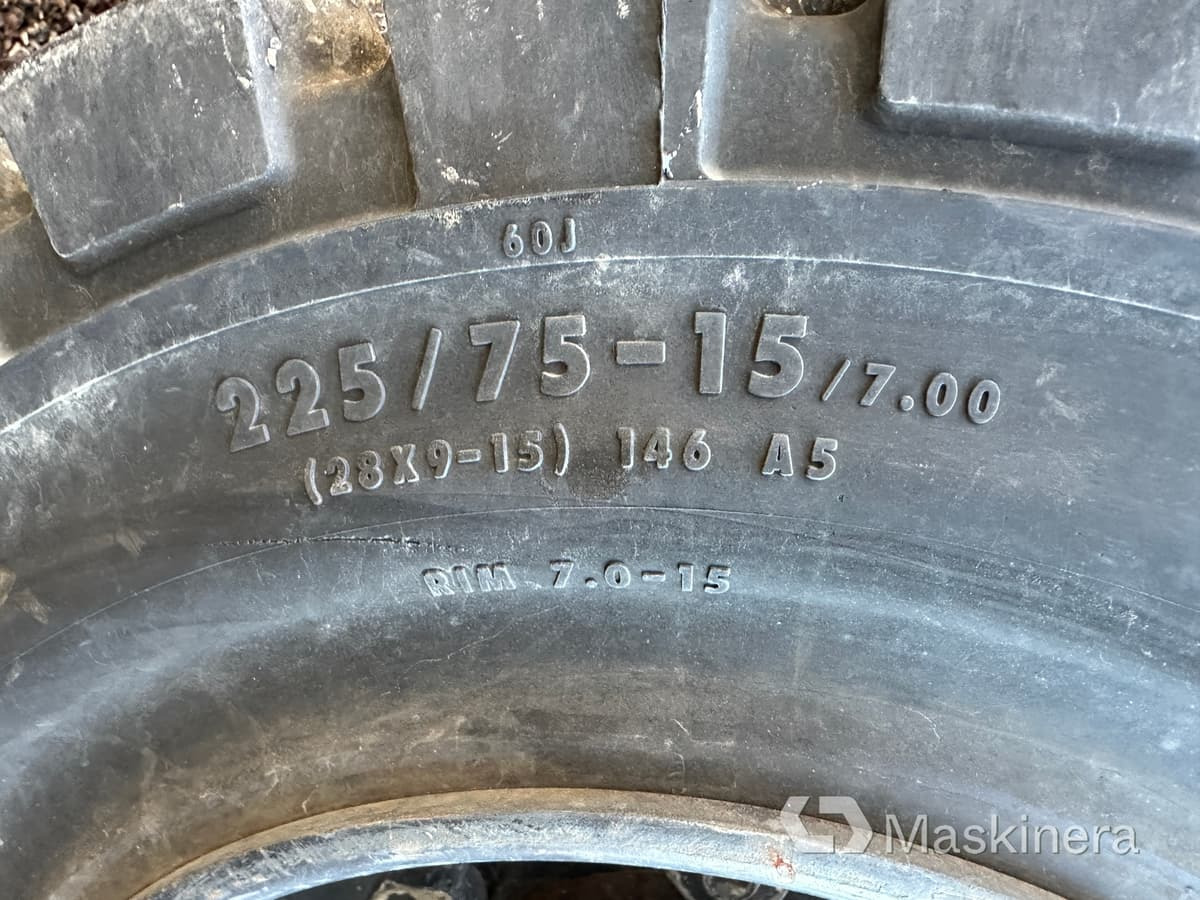 60J
225/75-15/7.00
(28X9-15) 146 A5
RIM 7.0-15
Maskinera